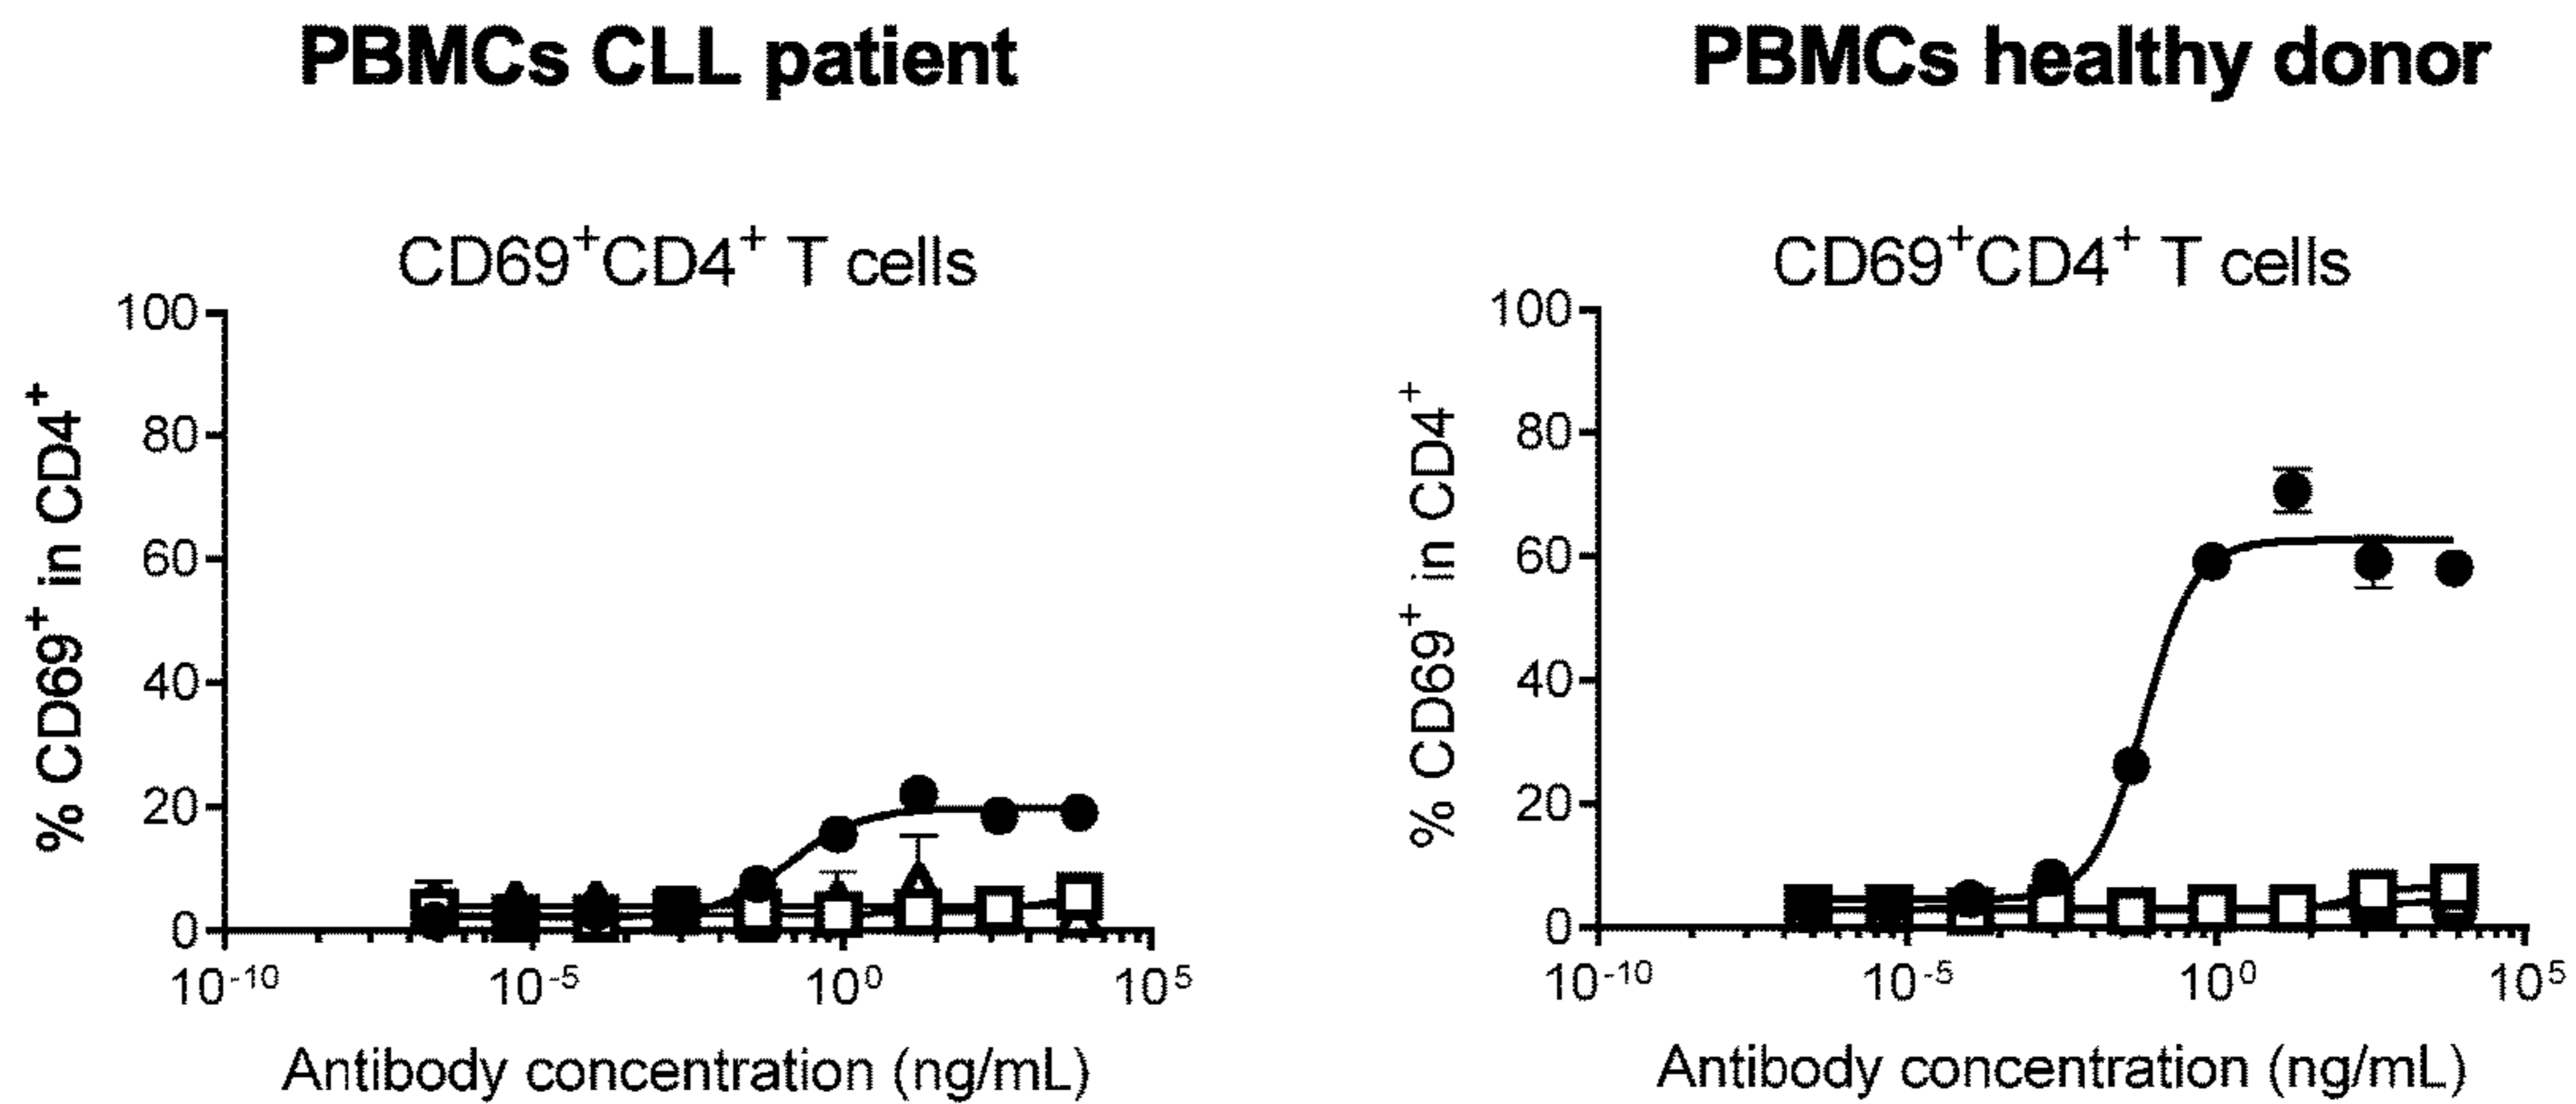 PBMCs CLL patient
CD69⁺CD4⁺ T cells
% CD69⁺ in CD4⁺
100
80
60
40
20
0
10⁻¹⁰ 10⁻⁵ 10⁰ 10⁵
Antibody concentration (ng/mL)
PBMCs healthy donor
CD69⁺CD4⁺ T cells
% CD69⁺ in CD4⁺
100
80
60
40
20
0
10⁻¹⁰ 10⁻⁵ 10⁰ 10⁵
Antibody concentration (ng/mL)